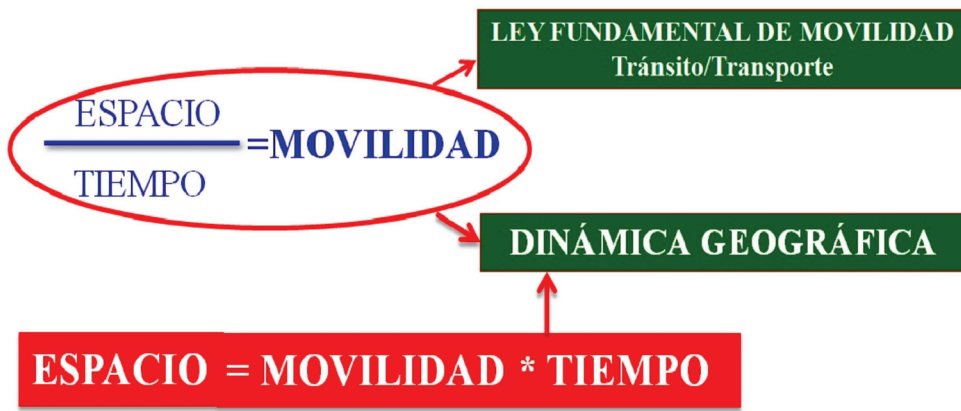 LEY FUNDAMENTAL DE MOVILIDAD
Tránsito/Transporte
ESPACIO
=MOVILIDAD
TIEMPO
DINÁMICA GEOGRÁFICA
ESPACIO = MOVILIDAD * TIEMPO